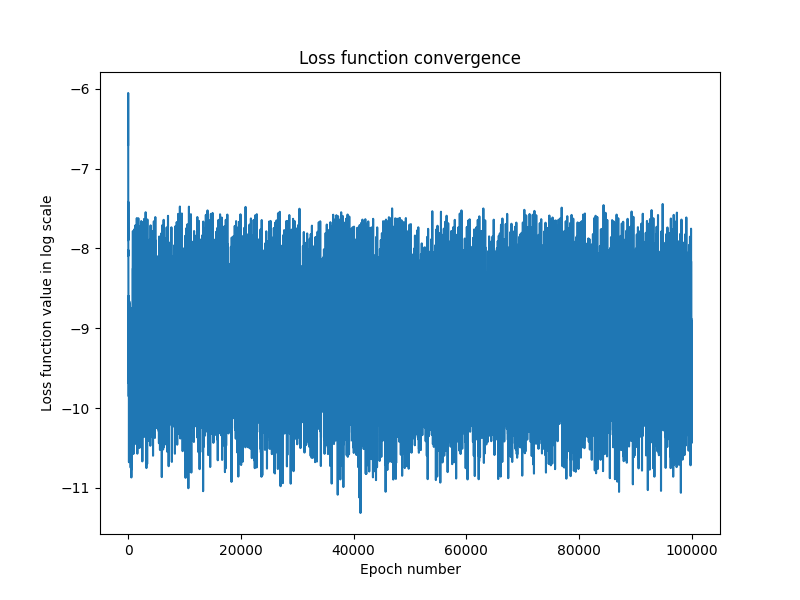 Loss function convergence
Loss function value in log scale
−6
−7
−8
−9
−10
−11
0 20000 40000 60000 80000 100000
Epoch number